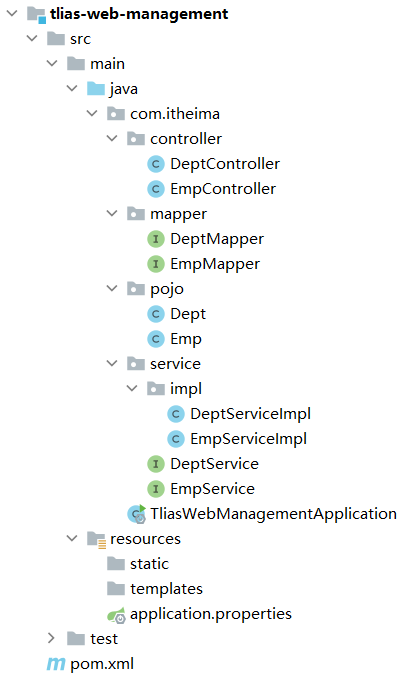 tlias-web-management
src
main
java
com.itheima
controller
DeptController
EmpController
mapper
DeptMapper
EmpMapper
pojo
Dept
Emp
service
impl
DeptServiceImpl
EmpServiceImpl
DeptService
EmpService
TliasWebManagementApplication
resources
static
templates
application.properties
test
pom.xml